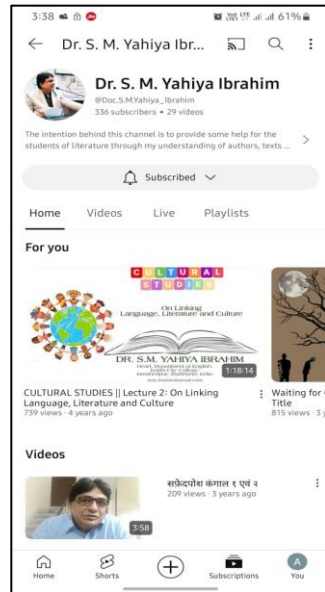 3:38 61%
Dr. S. M. Yahiya Ibr...
Dr. S. M. Yahiya Ibrahim
@Doc.S.M.Yahiya_Ibrahim
336 subscribers • 29 videos
The intention behind this channel is to provide some help for the
students of literature through my understanding of authors, texts ...
Subscribed
Home Videos Live Playlists
For you
CULTURAL
STUDIES
On Linking
Language, Literature and Culture
DR. S.M. YAHIYA IBRAHIM
1:18:14
CULTURAL STUDIES || Lecture 2: On Linking
Language, Literature and Culture
739 views · 4 years ago
Waiting for
Title
815 views · 3 y
Videos
सफ़ेदपोश कंगाल १ एवं २
209 views · 3 years ago
3:58
Home Shorts Subscriptions You
A